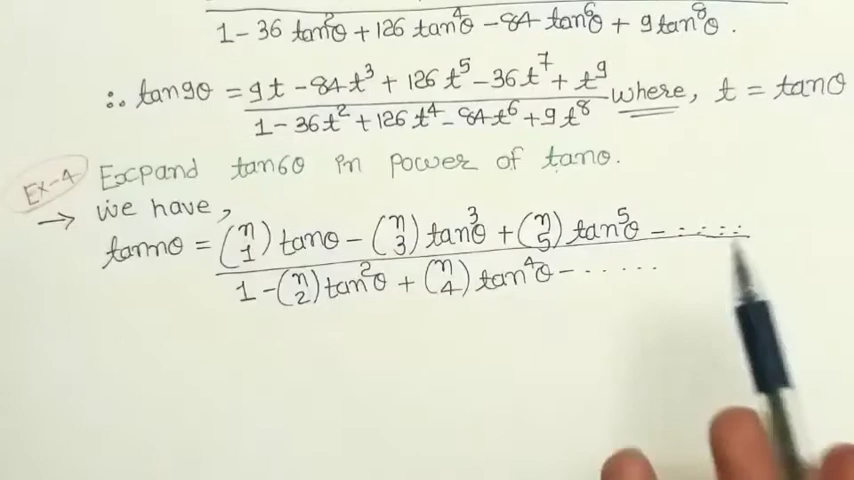 1 - 36 tan²θ + 126 tan⁴θ - 84 tan⁶θ + 9 tan⁸θ .
∴ tan9θ = 9t - 84t³ + 126t⁵ - 36t⁷ + t⁹
where, t = tanθ
1 - 36t² + 126t⁴ - 84t⁶ + 9t⁸
Ex-4 Expand tan6θ in power of tanθ.
→ we have,
tannθ = (n 1) tanθ - (n 3) tan³θ + (n 5) tan⁵θ - .....
1 - (n 2) tan²θ + (n 4) tan⁴θ - .....